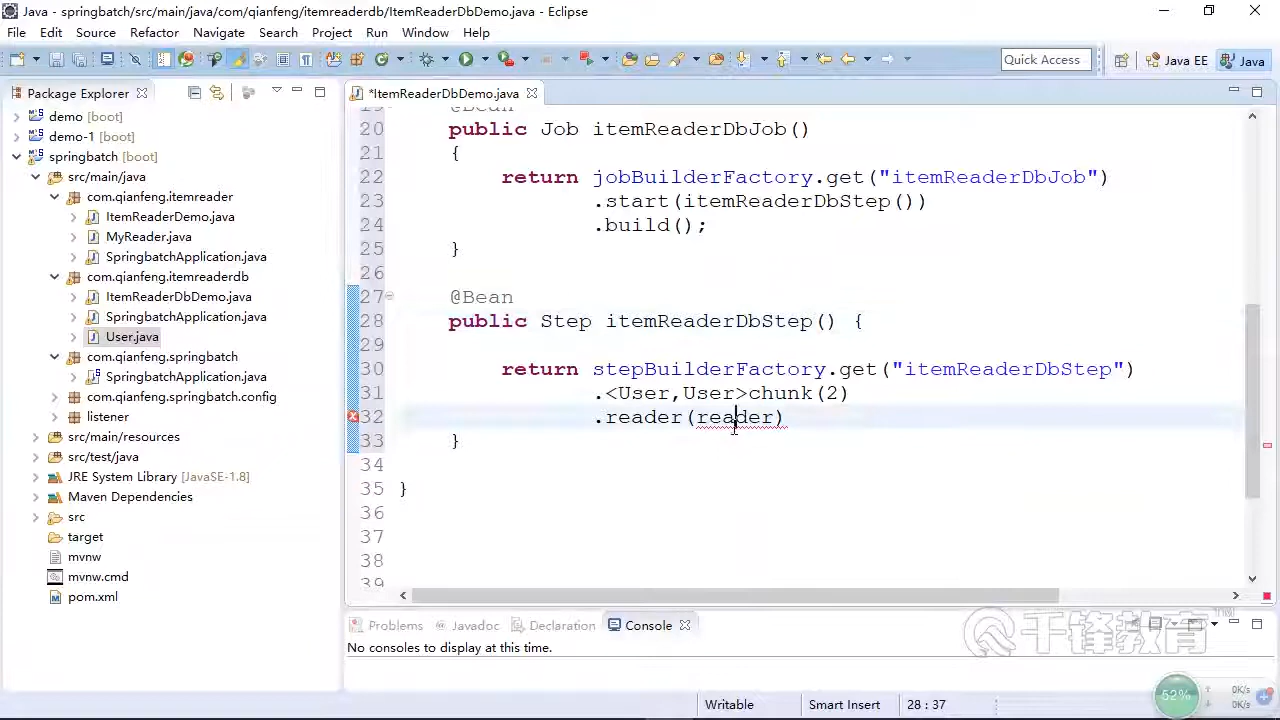 Java - springbatch/src/main/java/com/qianfeng/itemreaderdb/ItemReaderDbDemo.java - Eclipse
File Edit Source Refactor Navigate Search Project Run Window Help
Quick Access
Java EE
Java
Package Explorer
*ItemReaderDbDemo.java
demo [boot]
demo-1 [boot]
springbatch [boot]
src/main/java
com.qianfeng.itemreader
ItemReaderDemo.java
MyReader.java
SpringbatchApplication.java
com.qianfeng.itemreaderdb
ItemReaderDbDemo.java
SpringbatchApplication.java
User.java
com.qianfeng.springbatch
SpringbatchApplication.java
com.qianfeng.springbatch.config
listener
src/main/resources
src/test/java
JRE System Library [JavaSE-1.8]
Maven Dependencies
src
target
mvnw
mvnw.cmd
pom.xml
19 @Bean
20 public Job itemReaderDbJob()
21 {
22 return jobBuilderFactory.get("itemReaderDbJob")
23 .start(itemReaderDbStep())
24 .build();
25 }
26
27 @Bean
28 public Step itemReaderDbStep() {
29
30 return stepBuilderFactory.get("itemReaderDbStep")
31 .<User,User>chunk(2)
32 .reader(reader)
33 }
34
35 }
36
37
38
39
Problems Javadoc Declaration Console
No consoles to display at this time.
千锋教育
Writable Smart Insert 28 : 37
52%
0K/s
0K/s